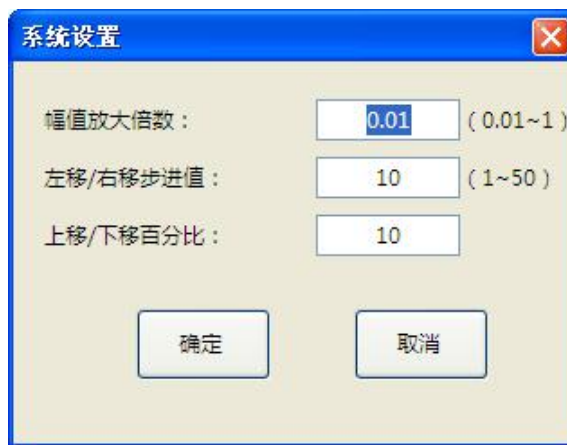 系统设置
幅值放大倍数： 0.01 ( 0.01~1 )
左移/右移步进值： 10 ( 1~50 )
上移/下移百分比： 10
确定 取消